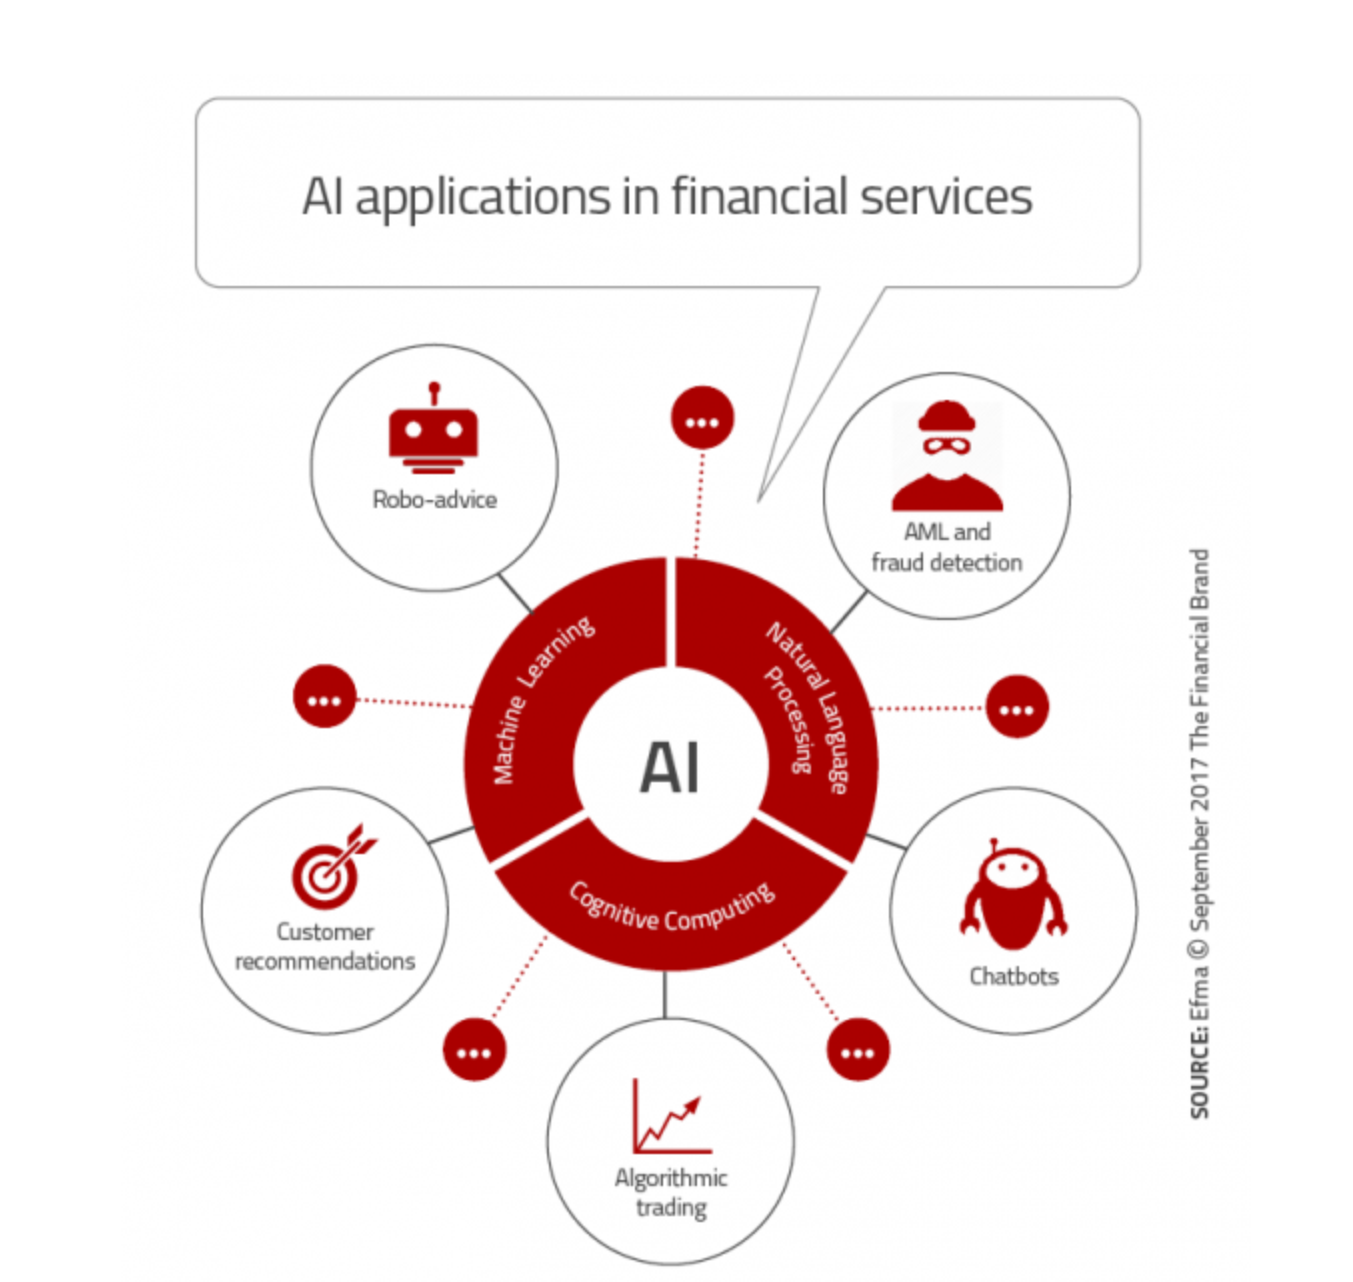 AI applications in financial services
Robo-advice
AML and
fraud detection
Machine Learning
Natural Language
Processing
AI
Cognitive Computing
Customer
recommendations
Chatbots
Algorithmic
trading
SOURCE: Efma © September 2017 The Financial Brand